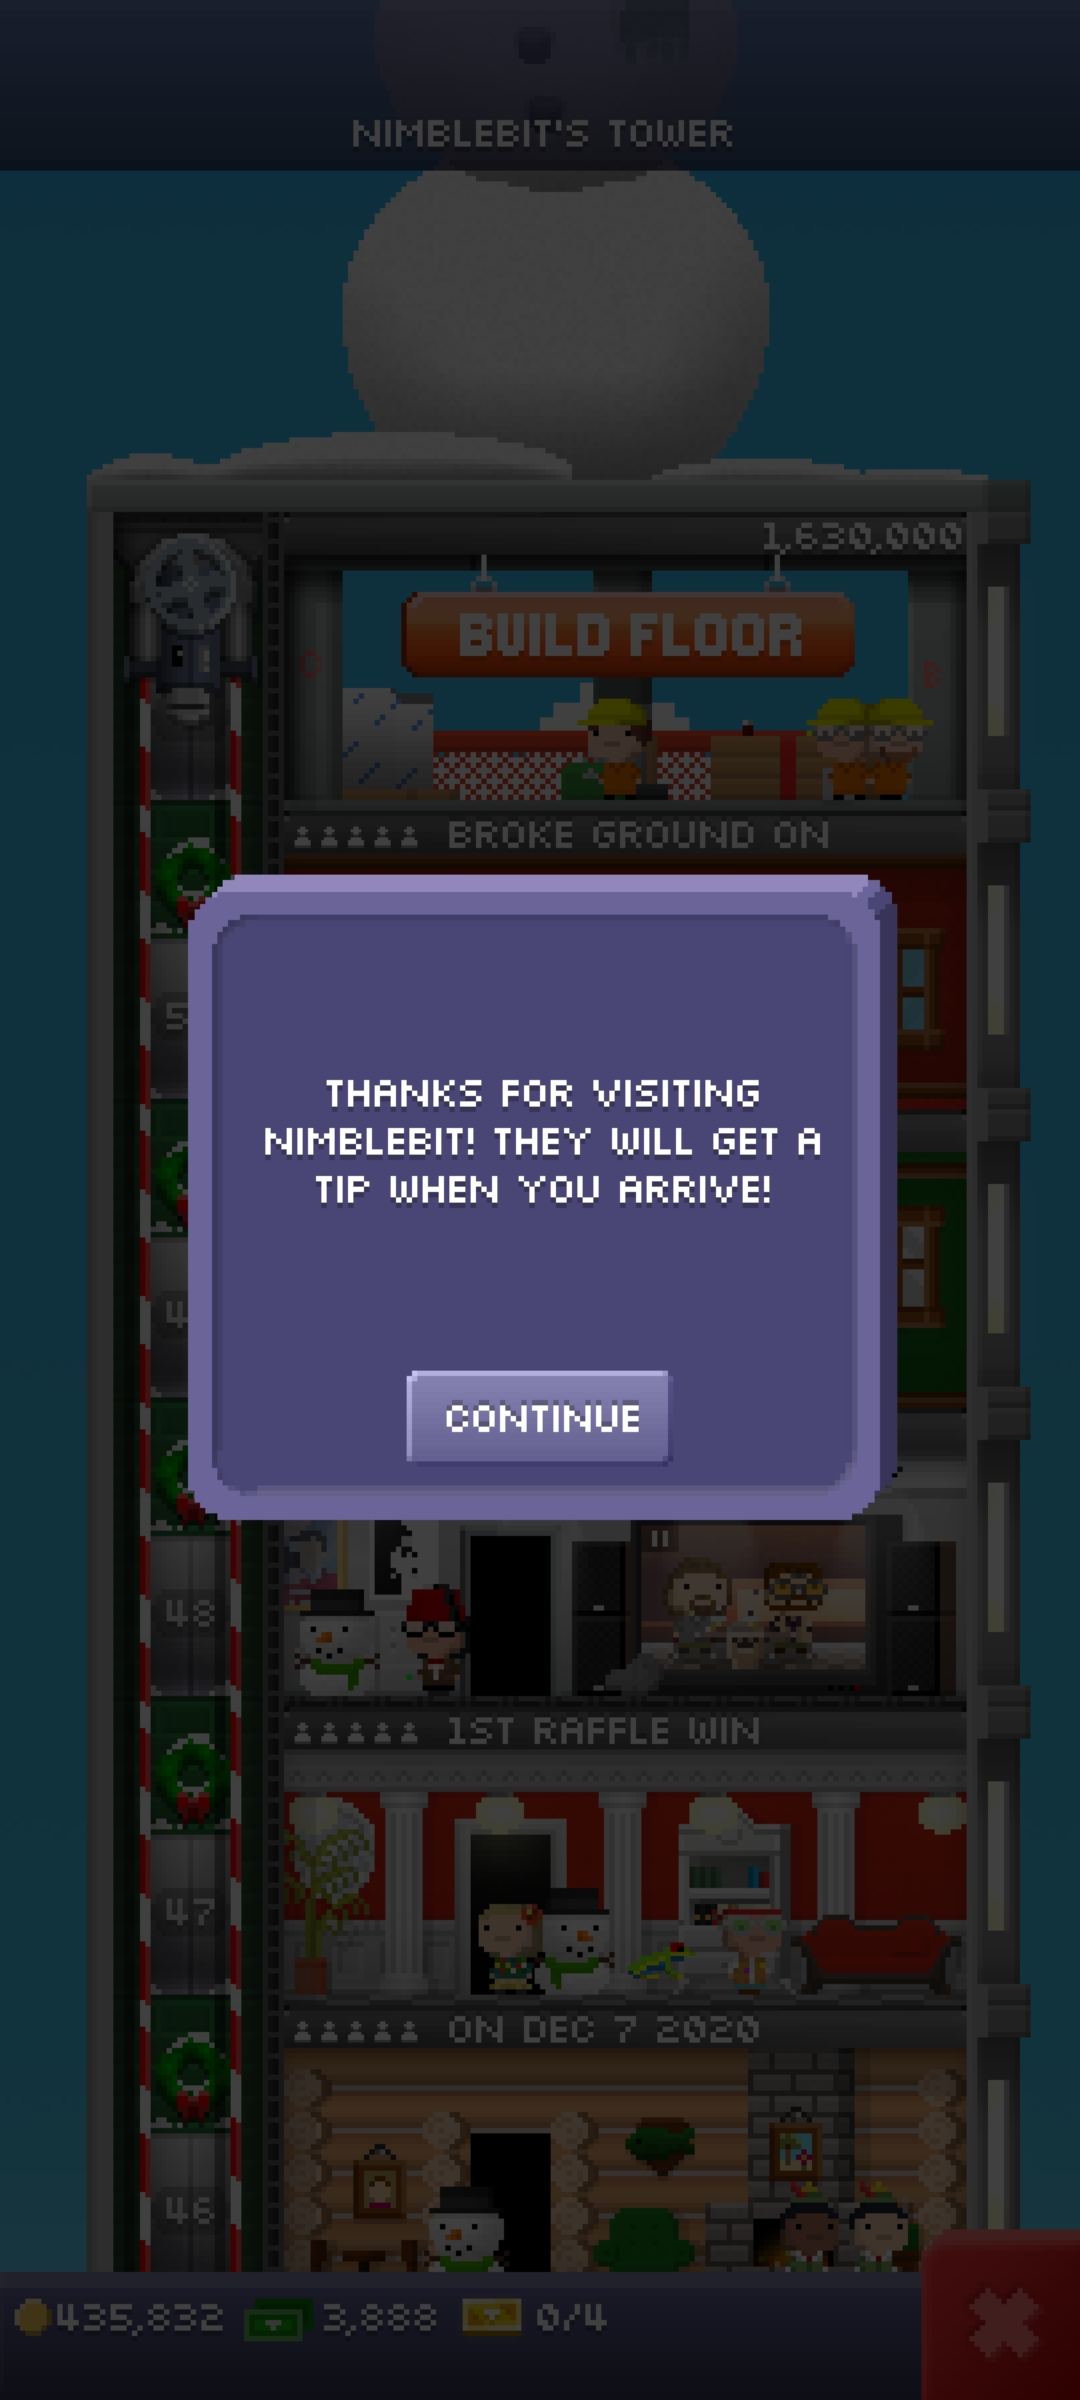 NIMBLEBIT'S TOWER
1,630,000
BUILD FLOOR
BROKE GROUND ON
THANKS FOR VISITING
NIMBLEBIT! THEY WILL GET A
TIP WHEN YOU ARRIVE!
CONTINUE
48
1ST RAFFLE WIN
47
ON DEC 7 2020
46
435,832 3,888 0/4